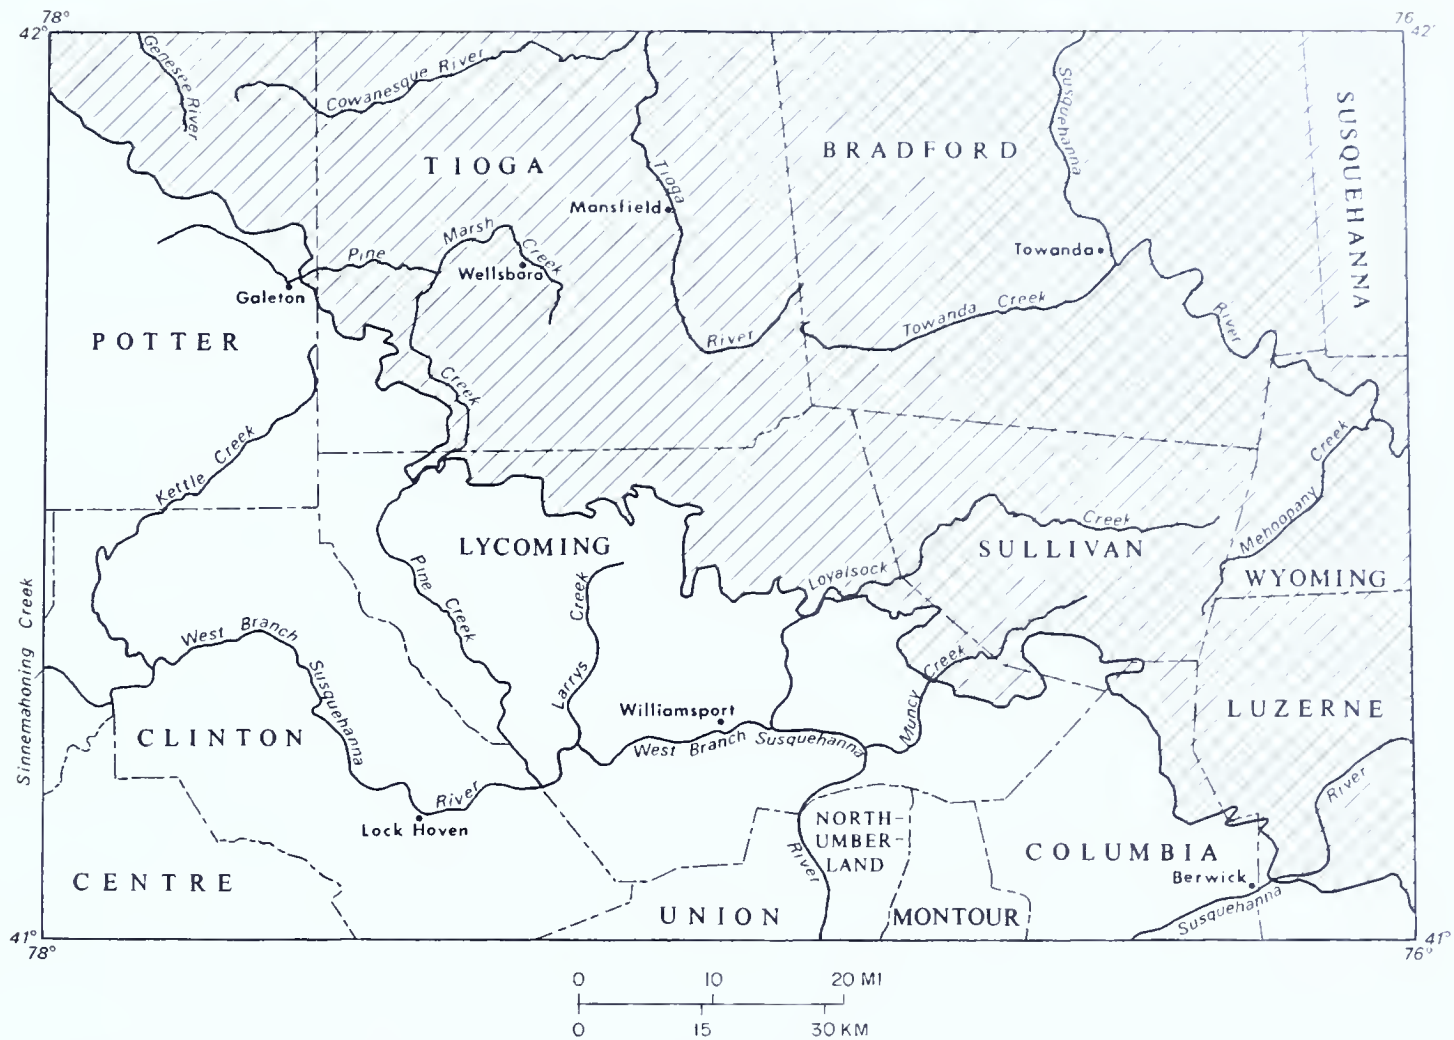 78°
76
42°
42'
Genesee River
Cowanesque River
TIOGA
BRADFORD
SUSQUEHANNA
Susquehanna
Tioga
Mansfield
Marsh
Creek
Pine
Wellsboro
Towanda
Galeton
Towanda Creek
River
River
POTTER
Creek
Kettle Creek
Creek
Mehoopany
LYCOMING
Creek
SULLIVAN
Loyalsock
WYOMING
Pine Creek
Creek
Larrys
Sinnemahoning Creek
West Branch
Susquehanna
Creek
Muncy
Williamsport
LUZERNE
CLINTON
West Branch Susquehanna
River
River
Lock Haven
NORTH-
UMBER-
LAND
River
COLUMBIA
Berwick
CENTRE
UNION
MONTOUR
Susquehanna
41°
41°
78°
76°
0 10 20 MI
0 15 30 KM